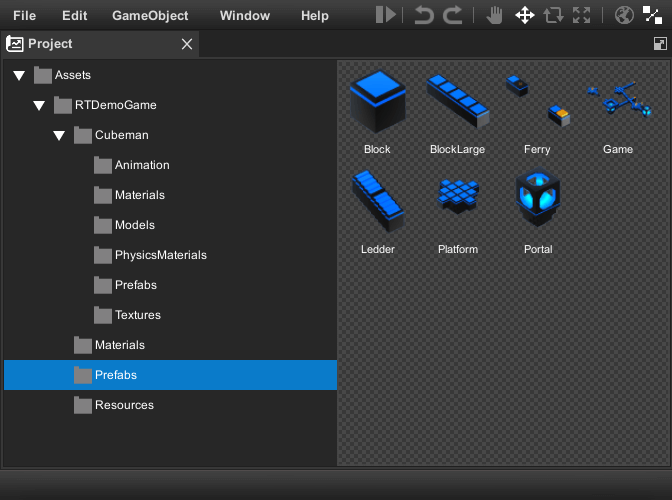 File Edit GameObject Window Help
Project
Assets
RTDemoGame
Cubeman
Animation
Materials
Models
PhysicsMaterials
Prefabs
Textures
Materials
Prefabs
Resources
Block BlockLarge Ferry Game
Ledder Platform Portal